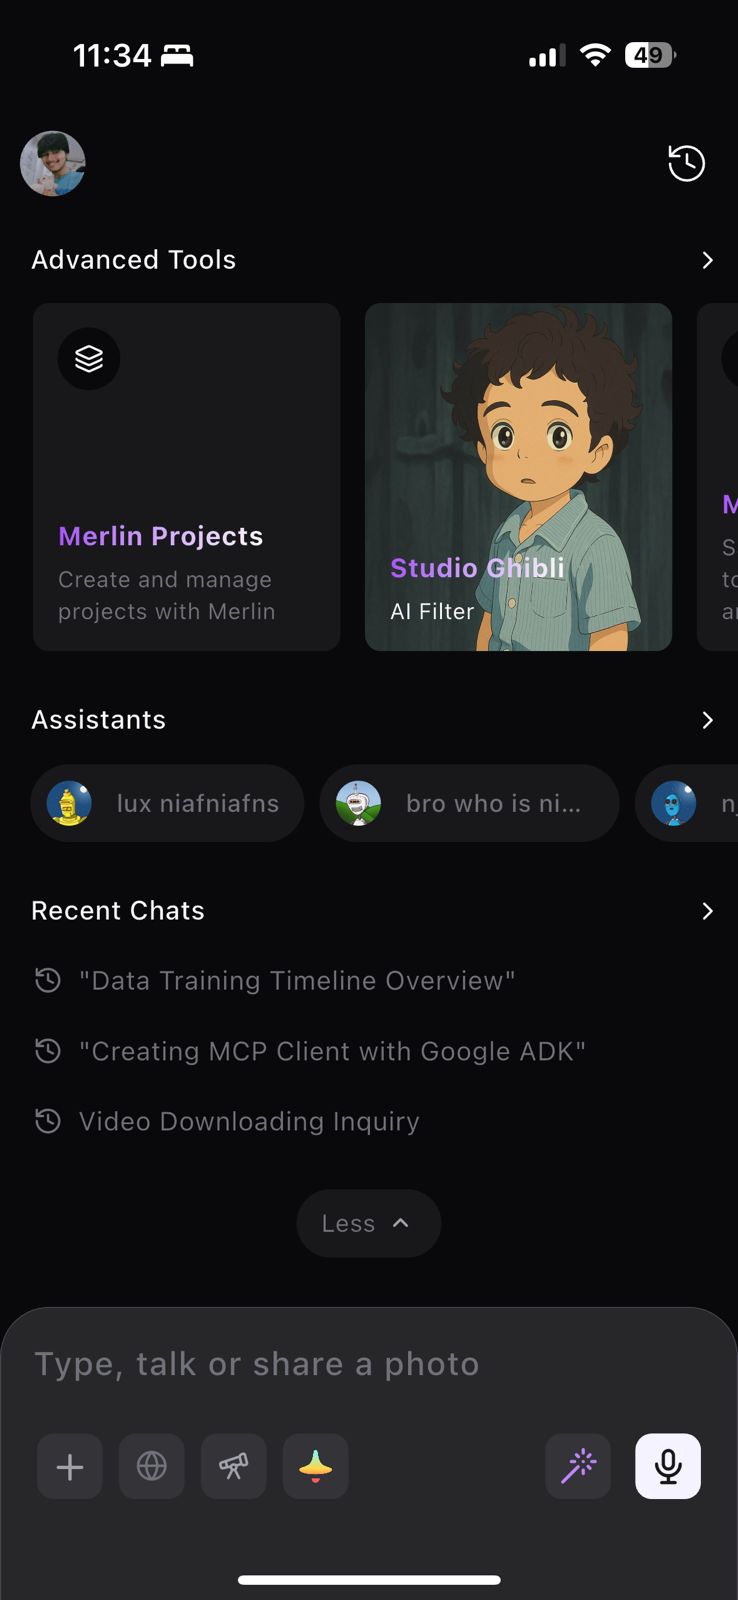 11:34
49
Advanced Tools
Merlin Projects
Create and manage
projects with Merlin
Studio Ghibli
AI Filter
Assistants
lux niafniafns
bro who is ni...
Recent Chats
"Data Training Timeline Overview"
"Creating MCP Client with Google ADK"
Video Downloading Inquiry
Less
Type, talk or share a photo